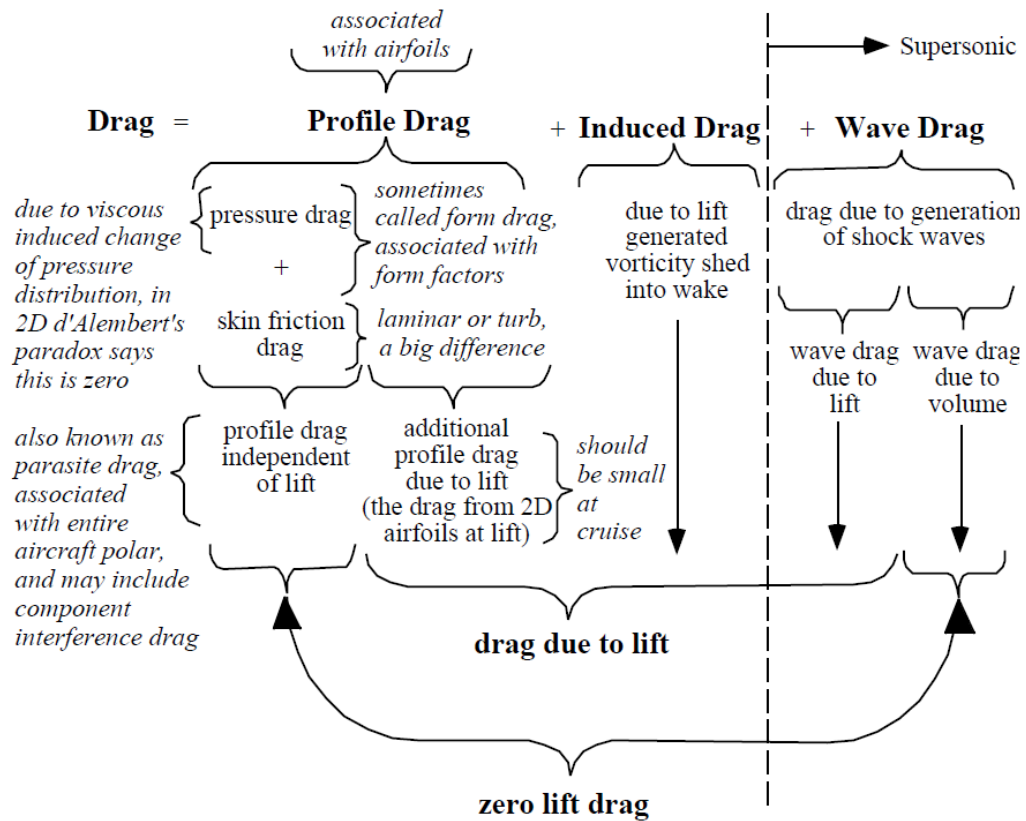 associated
with airfoils
Supersonic
Drag = Profile Drag + Induced Drag + Wave Drag
due to viscous
induced change
of pressure
distribution, in
2D d'Alembert's
paradox says
this is zero
pressure drag
+
skin friction
drag
sometimes
called form drag,
associated with
form factors
laminar or turb,
a big difference
due to lift
generated
vorticity shed
into wake
drag due to generation
of shock waves
wave drag
due to
lift
wave drag
due to
volume
also known as
parasite drag,
associated
with entire
aircraft polar,
and may include
component
interference drag
profile drag
independent
of lift
additional
profile drag
due to lift
(the drag from 2D
airfoils at lift)
should
be small
at
cruise
drag due to lift
zero lift drag